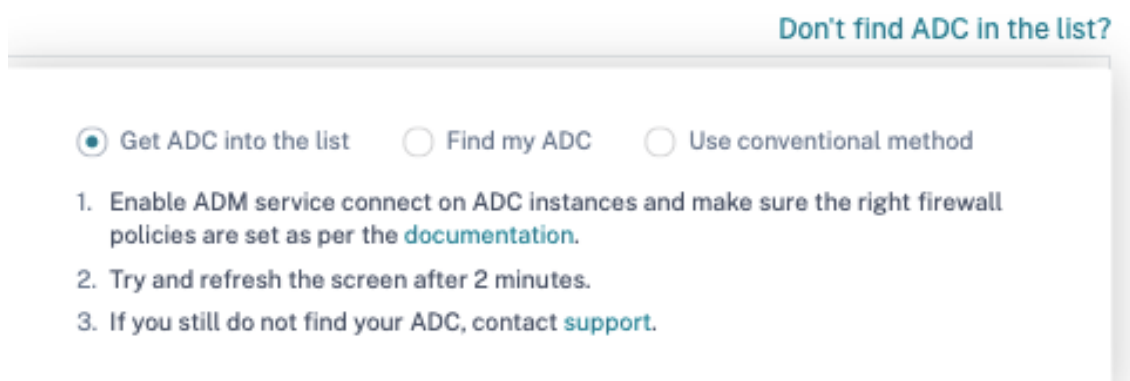 Don't find ADC in the list?
Get ADC into the list Find my ADC Use conventional method
1. Enable ADM service connect on ADC instances and make sure the right firewall
policies are set as per the documentation.
2. Try and refresh the screen after 2 minutes.
3. If you still do not find your ADC, contact support.